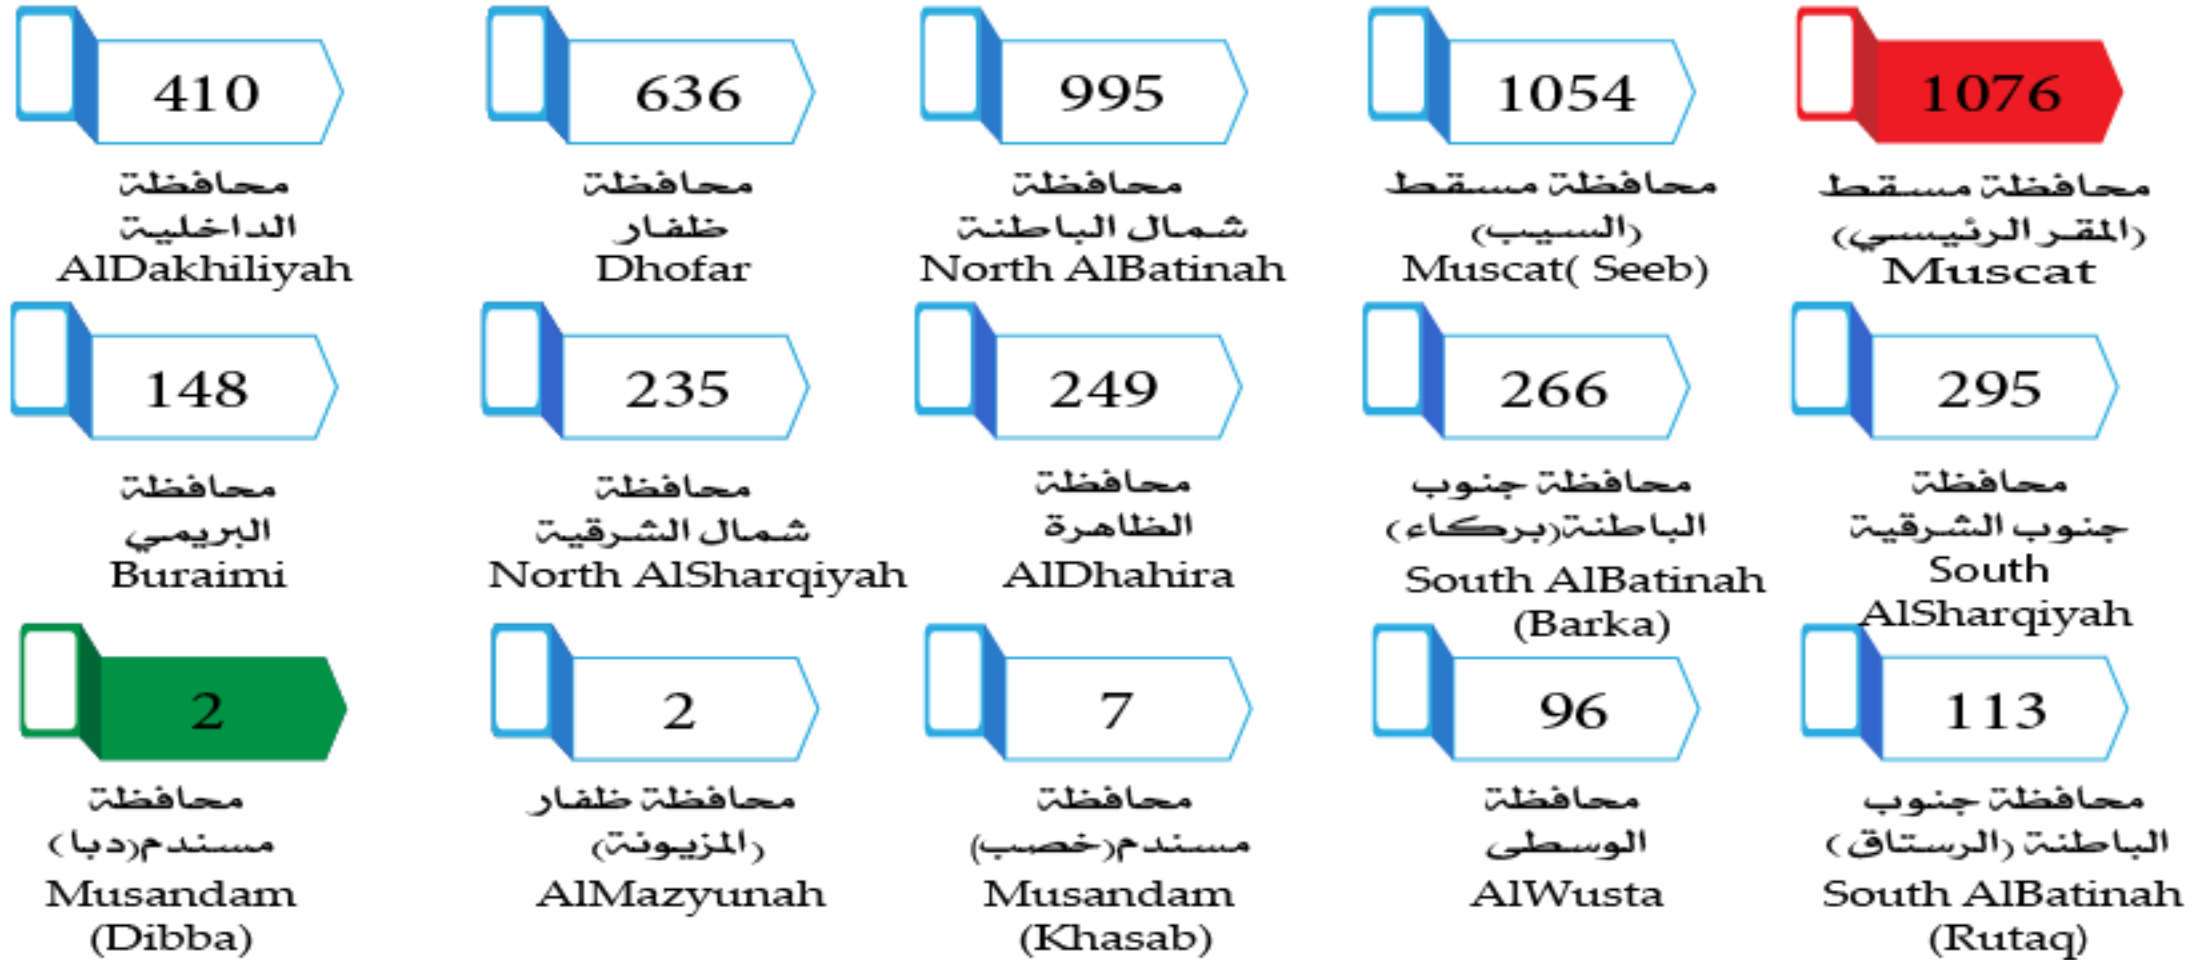 410
محافظة
الداخلية
AlDakhiliyah
636
محافظة
ظفار
Dhofar
995
محافظة
شمال الباطنة
North AlBatinah
1054
محافظة مسقط
(السيب)
Muscat( Seeb)
1076
محافظة مسقط
(المقر الرئيسي)
Muscat
148
محافظة
البريمي
Buraimi
235
محافظة
شمال الشرقية
North AlSharqiyah
249
محافظة
الظاهرة
AlDhahira
266
محافظة جنوب
الباطنة(بركاء)
South AlBatinah
(Barka)
295
محافظة
جنوب الشرقية
South
AlSharqiyah
2
محافظة
مسندم(دبا)
Musandam
(Dibba)
2
محافظة ظفار
(المزيونة)
AlMazyunah
7
محافظة
مسندم(خصب)
Musandam
(Khasab)
96
محافظة
الوسطى
AlWusta
113
محافظة جنوب
الباطنة (الرستاق)
South AlBatinah
(Rutaq)